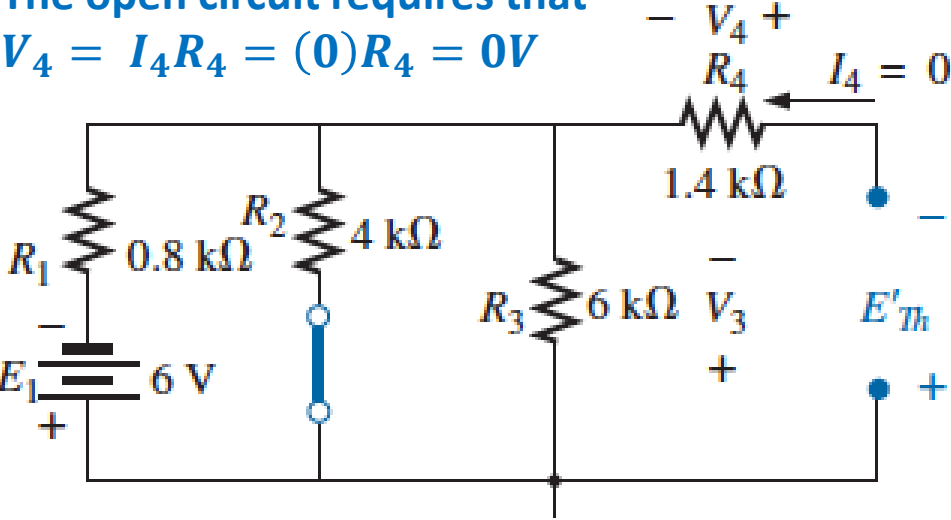 The open circuit requires that
V4 = I4R4 = (0)R4 = 0V
− V4 +
R4
I4 = 0
1.4 kΩ
R1
0.8 kΩ
R2
4 kΩ
R3
6 kΩ
−
V3
+
−
E'Th
+
−
E1
6 V
+